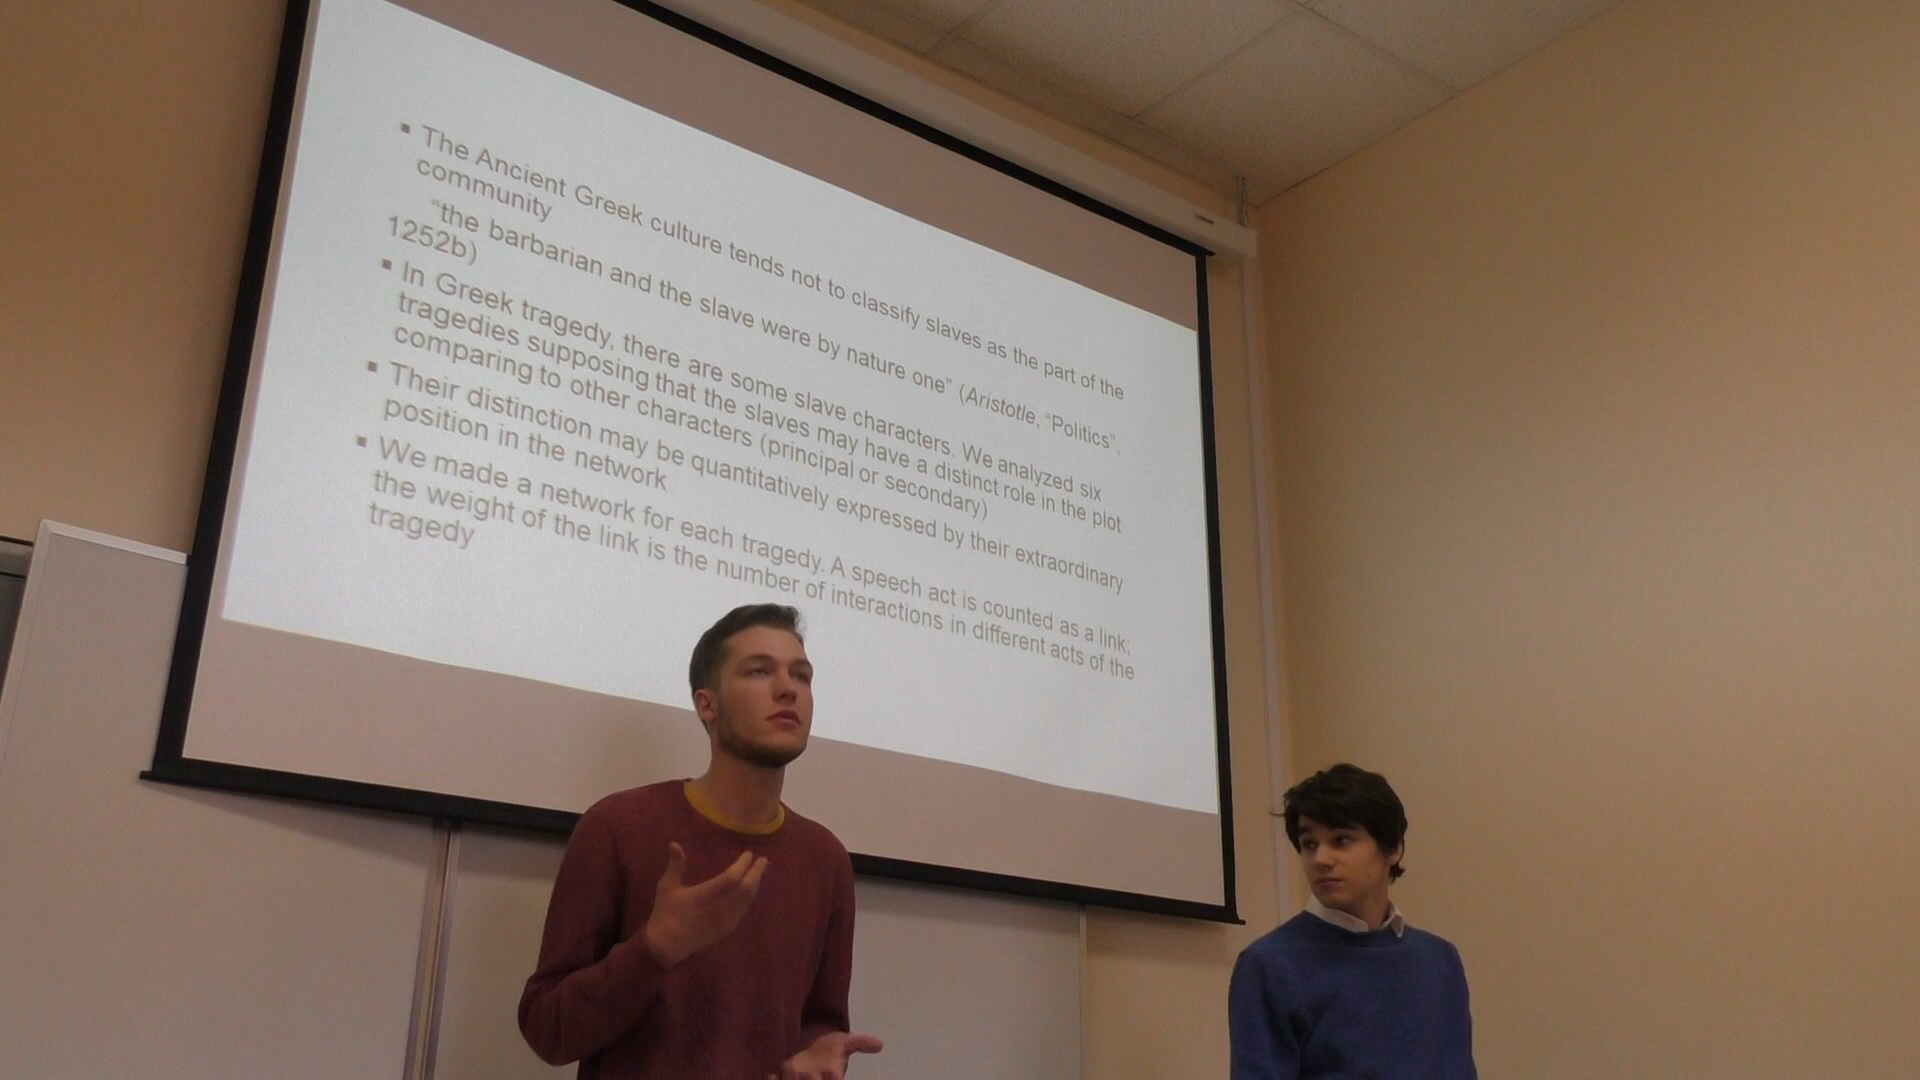 ▪ The Ancient Greek culture tends not to classify slaves as the part of the
community
"the barbarian and the slave were by nature one" (Aristotle, "Politics",
1252b)
▪ In Greek tragedy, there are some slave characters. We analyzed six
tragedies supposing that the slaves may have a distinct role in the plot
comparing to other characters (principal or secondary)
▪ Their distinction may be quantitatively expressed by their extraordinary
position in the network
▪ We made a network for each tragedy. A speech act is counted as a link;
the weight of the link is the number of interactions in different acts of the
tragedy